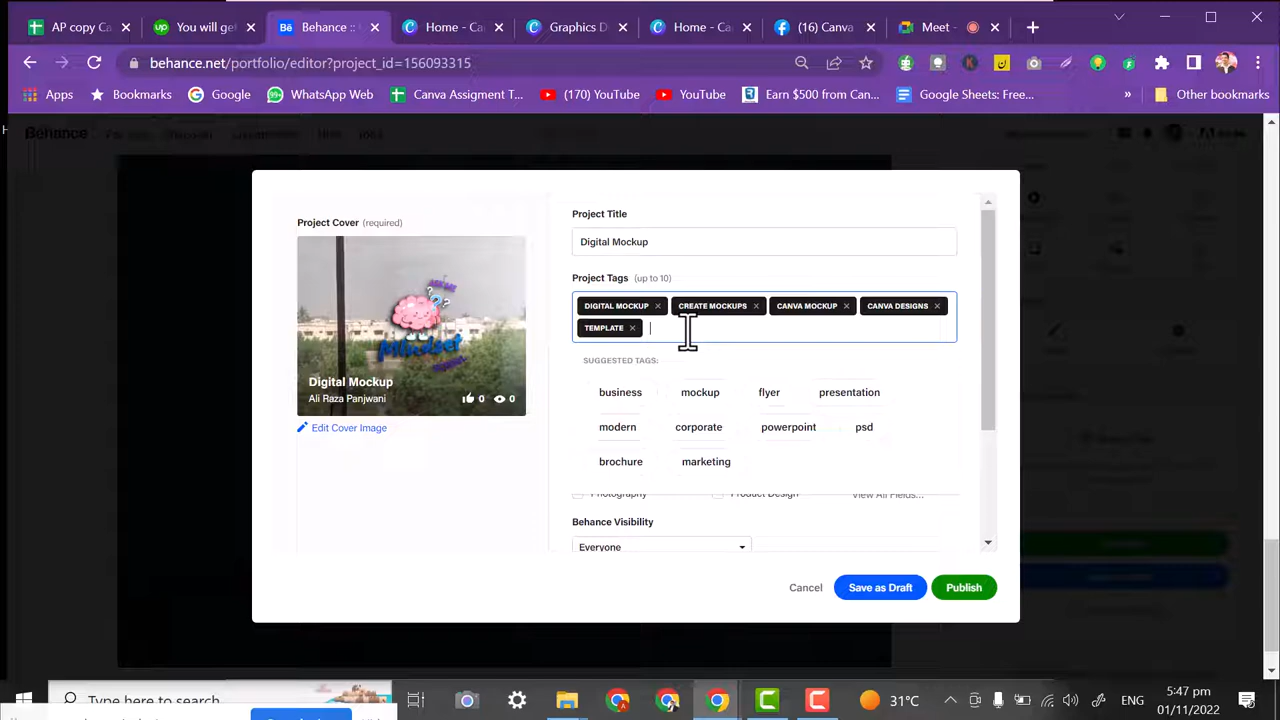 AP copy Ca
You will ge
Behance ::
Home - Ca
Graphics D
Home - Ca
(16) Canva
Meet -
behance.net/portfolio/editor?project_id=156093315
Apps
Bookmarks
Google
WhatsApp Web
Canva Assigment T...
(170) YouTube
YouTube
Earn $500 from Can...
Google Sheets: Free...
»
Other bookmarks
Behance
Project Cover (required)
Digital Mockup
Ali Raza Panjwani
0
0
Mindset
Edit Cover Image
Project Title
Digital Mockup
Project Tags (up to 10)
DIGITAL MOCKUP × CREATE MOCKUPS × CANVA MOCKUP × CANVA DESIGNS ×
TEMPLATE ×
SUGGESTED TAGS:
business mockup flyer presentation
modern corporate powerpoint psd
brochure marketing
Photography Product Design View All Fields...
Behance Visibility
Everyone
Cancel Save as Draft Publish
Type here to search
31°C
ENG
5:47 pm
01/11/2022